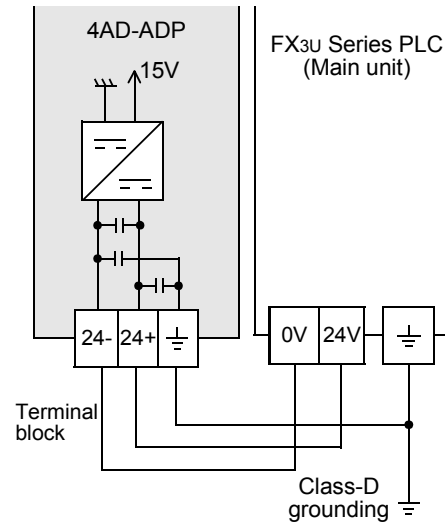 4AD-ADP
FX3U Series PLC
(Main unit)
15V
24- 24+
0V 24V
Terminal
block
Class-D
grounding